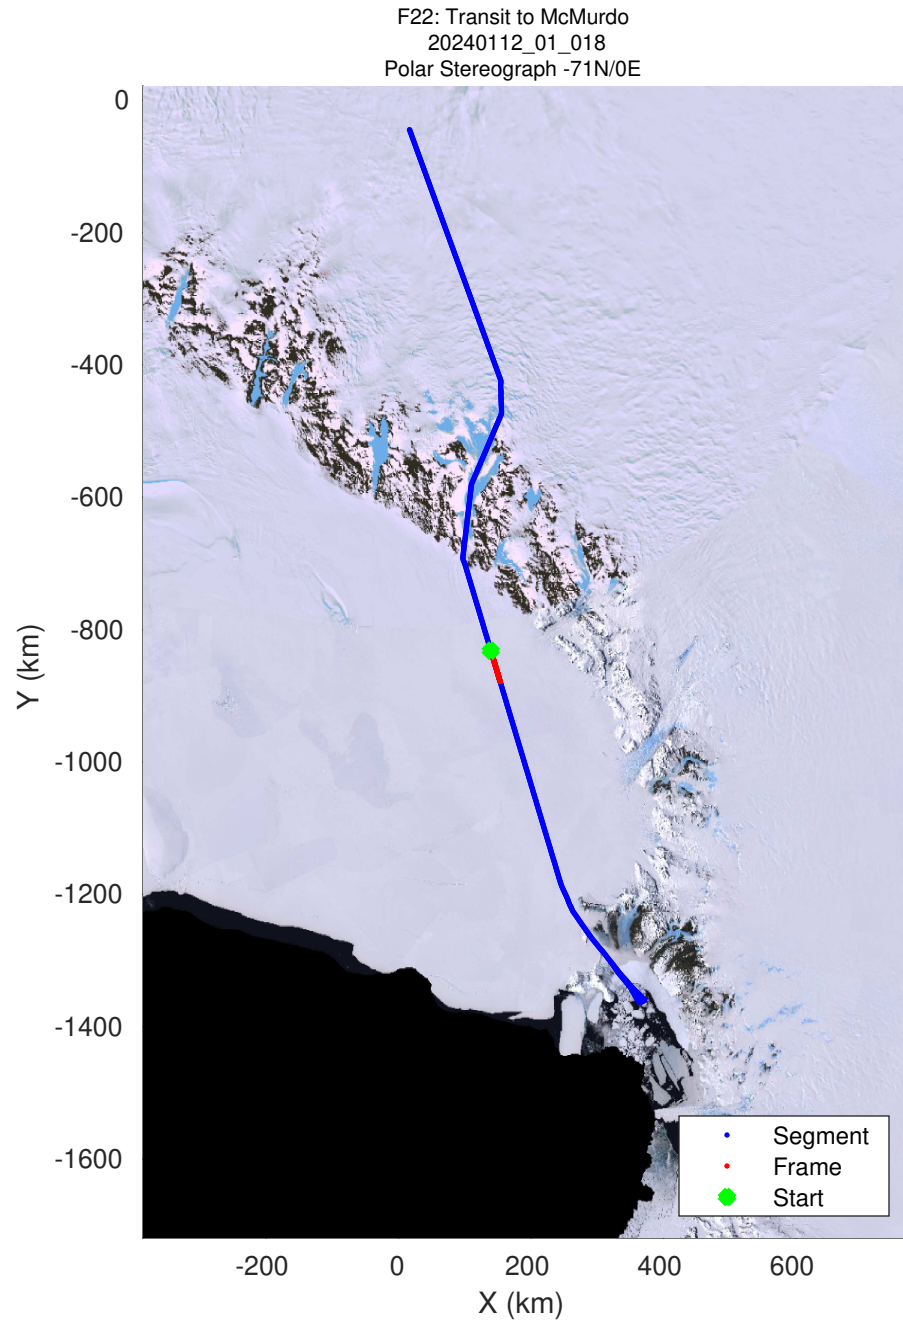 F22: Transit to McMurdo
20240112_01_018
Polar Stereograph -71N/0E
0
-200
-400
-600
-800
-1000
-1200
-1400
-1600
Y (km)
Segment
Frame
Start
-200 0 200 400 600
X (km)